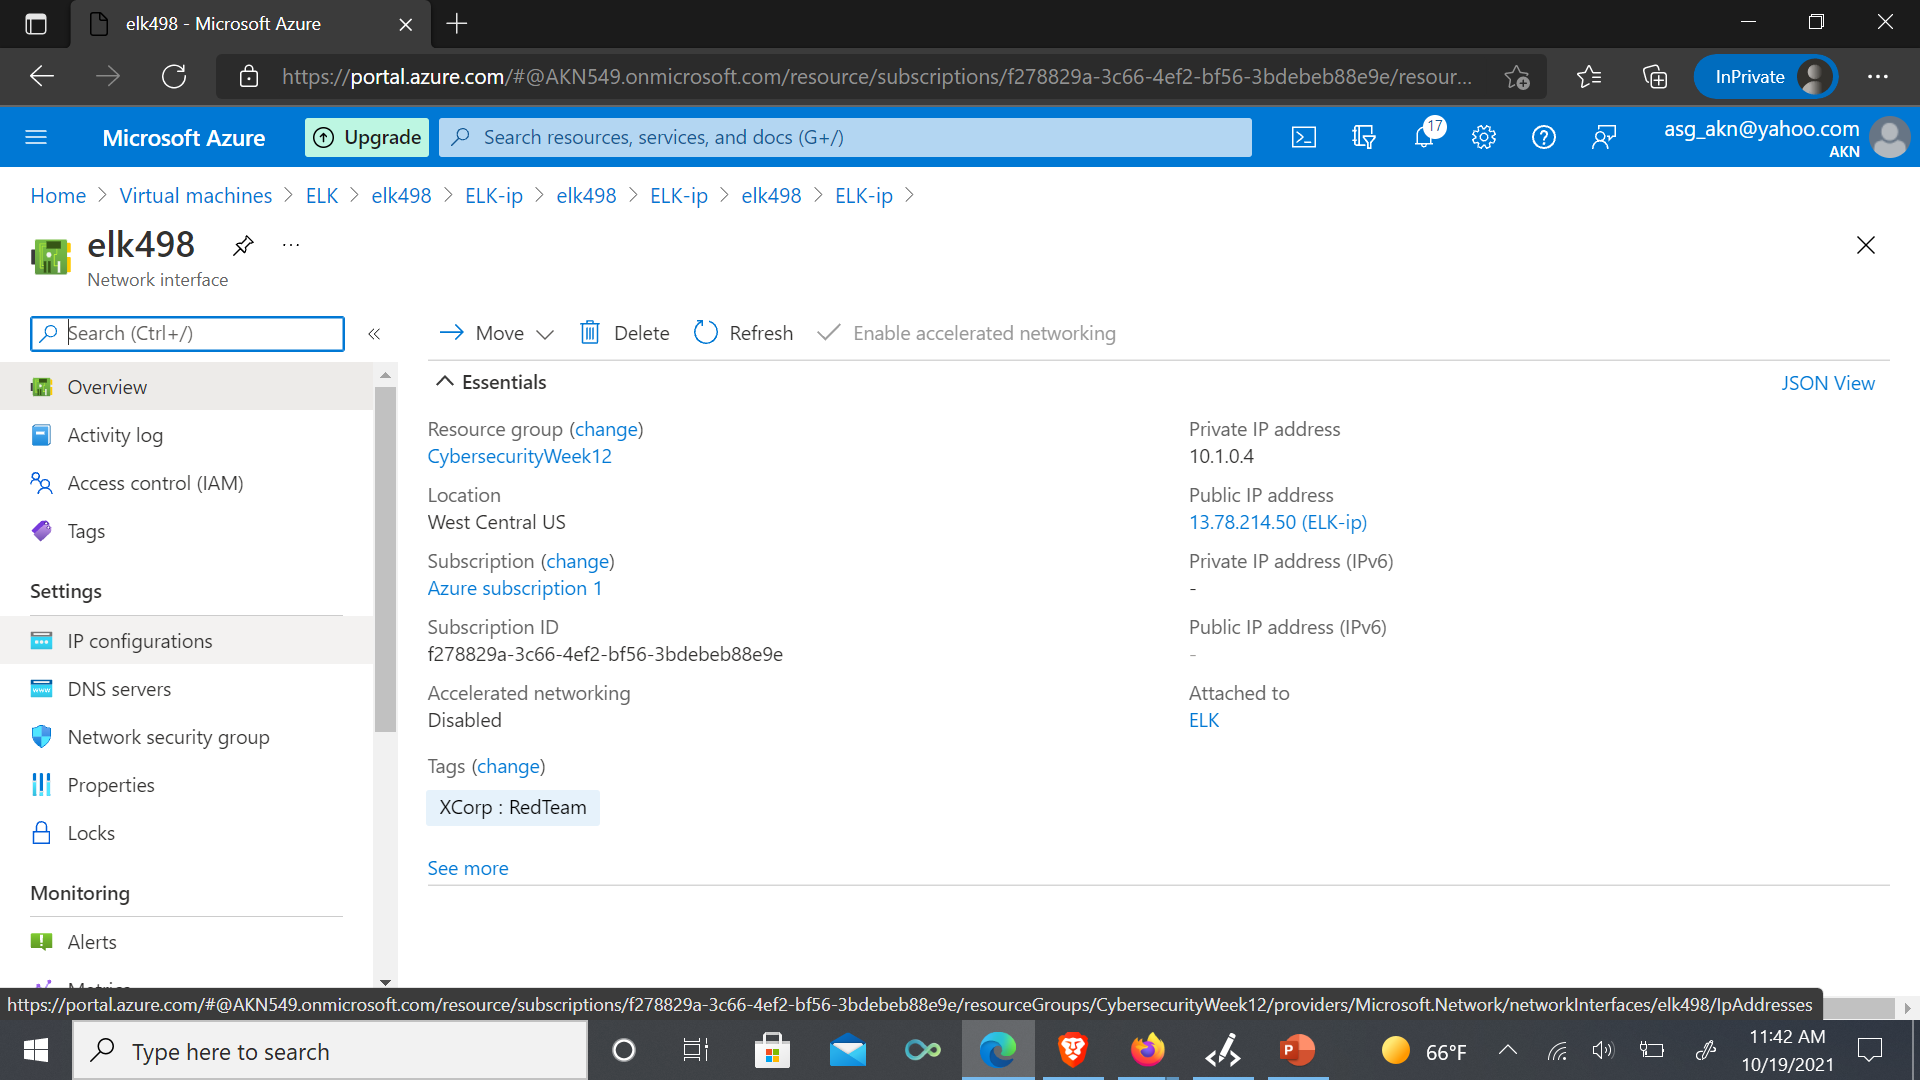 elk498 - Microsoft Azure
https://portal.azure.com/#@AKN549.onmicrosoft.com/resource/subscriptions/f278829a-3c66-4ef2-bf56-3bdebeb88e9e/resour...
InPrivate
Microsoft Azure
Upgrade
Search resources, services, and docs (G+/)
17
asg_akn@yahoo.com
AKN
Home > Virtual machines > ELK > elk498 > ELK-ip > elk498 > ELK-ip > elk498 > ELK-ip >
elk498
Network interface
Search (Ctrl+/)
«
Move
Delete
Refresh
Enable accelerated networking
Overview
Activity log
Access control (IAM)
Tags
Settings
IP configurations
DNS servers
Network security group
Properties
Locks
Monitoring
Alerts
Metrics
Essentials
JSON View
Resource group (change)
CybersecurityWeek12
Location
West Central US
Subscription (change)
Azure subscription 1
Subscription ID
f278829a-3c66-4ef2-bf56-3bdebeb88e9e
Accelerated networking
Disabled
Tags (change)
XCorp : RedTeam
See more
Private IP address
10.1.0.4
Public IP address
13.78.214.50 (ELK-ip)
Private IP address (IPv6)
-
Public IP address (IPv6)
-
Attached to
ELK
https://portal.azure.com/#@AKN549.onmicrosoft.com/resource/subscriptions/f278829a-3c66-4ef2-bf56-3bdebeb88e9e/resourceGroups/CybersecurityWeek12/providers/Microsoft.Network/networkInterfaces/elk498/IpAddresses
Type here to search
66°F
11:42 AM
10/19/2021